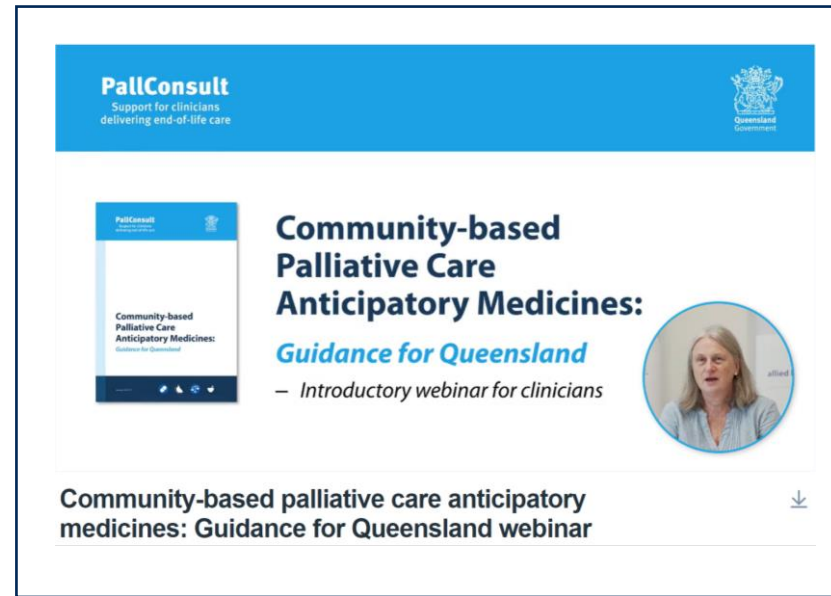 PallConsult
Support for clinicians
delivering end-of-life care
Queensland
Government
PallConsult
Community-based
Palliative Care
Anticipatory Medicines:
Guidance for Queensland
Community-based
Palliative Care
Anticipatory Medicines:
Guidance for Queensland
– Introductory webinar for clinicians
allied
Community-based palliative care anticipatory
medicines: Guidance for Queensland webinar